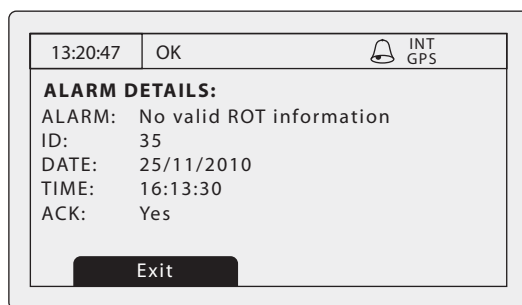 13:20:47 OK INT
GPS
ALARM DETAILS:
ALARM: No valid ROT information
ID: 35
DATE: 25/11/2010
TIME: 16:13:30
ACK: Yes
Exit